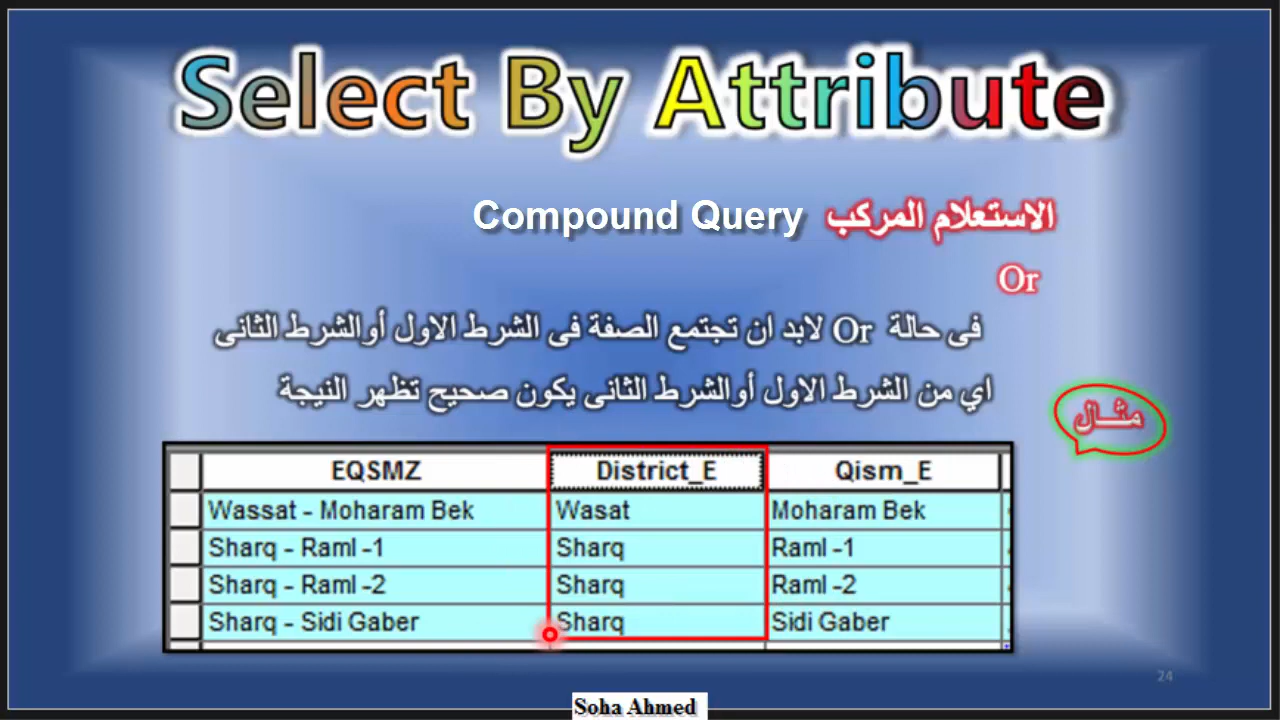 Select By Attribute
الاستعلام المركب Compound Query
Or
فى حالة Or لابد ان تجتمع الصفة فى الشرط الاول أوالشرط الثانى
اي من الشرط الاول أوالشرط الثانى يكون صحيح تظهر النيجة
مثــال
EQSMZ District_E Qism_E
Wassat - Moharam Bek Wasat Moharam Bek
Sharq - Raml -1 Sharq Raml -1
Sharq - Raml -2 Sharq Raml -2
Sharq - Sidi Gaber Sharq Sidi Gaber
24
Soha Ahmed